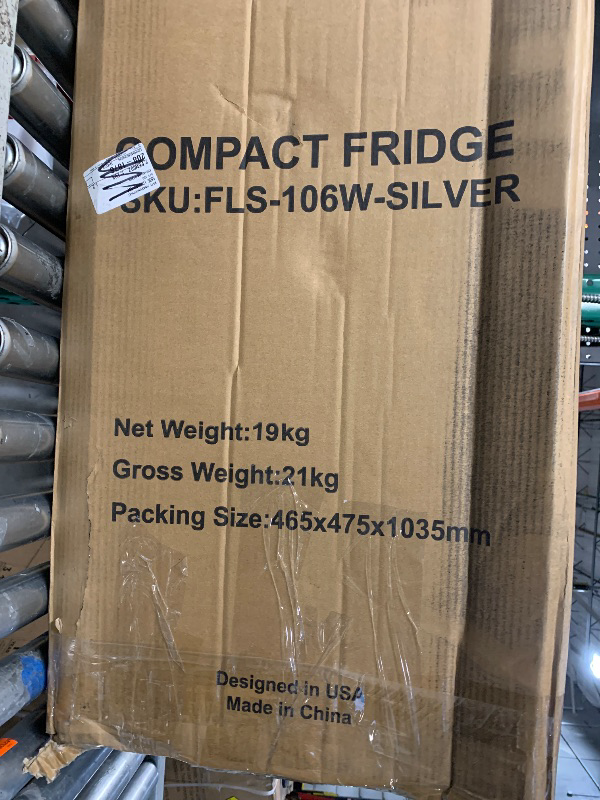 COMPACT FRIDGE
SKU:FLS-106W-SILVER
Net Weight:19kg
Gross Weight:21kg
Packing Size:465x475x1035mm
Designed in USA
Made in China